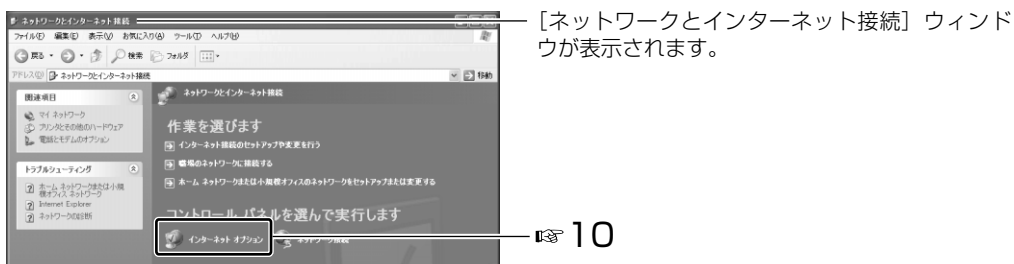 ネットワークとインターネット接続
[ネットワークとインターネット接続] ウィンド
ウが表示されます。
ファイル(F) 編集(E) 表示(V) お気に入り(A) ツール(T) ヘルプ(H)
戻る 検索 フォルダ
アドレス(D) ネットワークとインターネット接続 移動
関連項目
マイ ネットワーク
プリンタとその他のハードウェア
電話とモデムのオプション
トラブルシューティング
ホーム ネットワークまたは小規
模オフィス ネットワーク
Internet Explorer
ネットワークの診断
ネットワークとインターネット接続
作業を選びます
インターネット接続のセットアップや変更を行う
職場のネットワークに接続する
ホーム ネットワークまたは小規模オフィスのネットワークをセットアップまたは変更する
コントロール パネルを選んで実行します
インターネット オプション ネットワーク接続
☞ 10